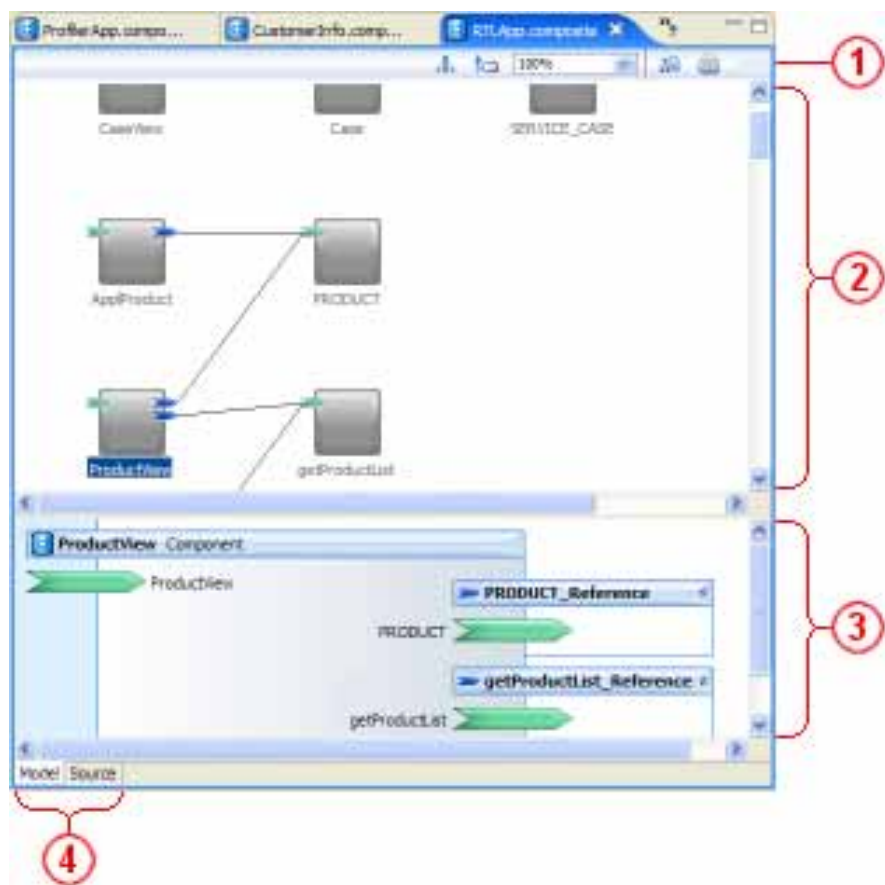 ProfilerApp.compo...
CustomerInfo.comp...
RTLApp.composite
100%
1
CaseView
Case
SERVICE_CASE
2
ApplProduct
PRODUCT
ProductView
getProductList
ProductView Component
ProductView
PRODUCT_Reference
PRODUCT
3
getProductList_Reference
getProductList
Model Source
4